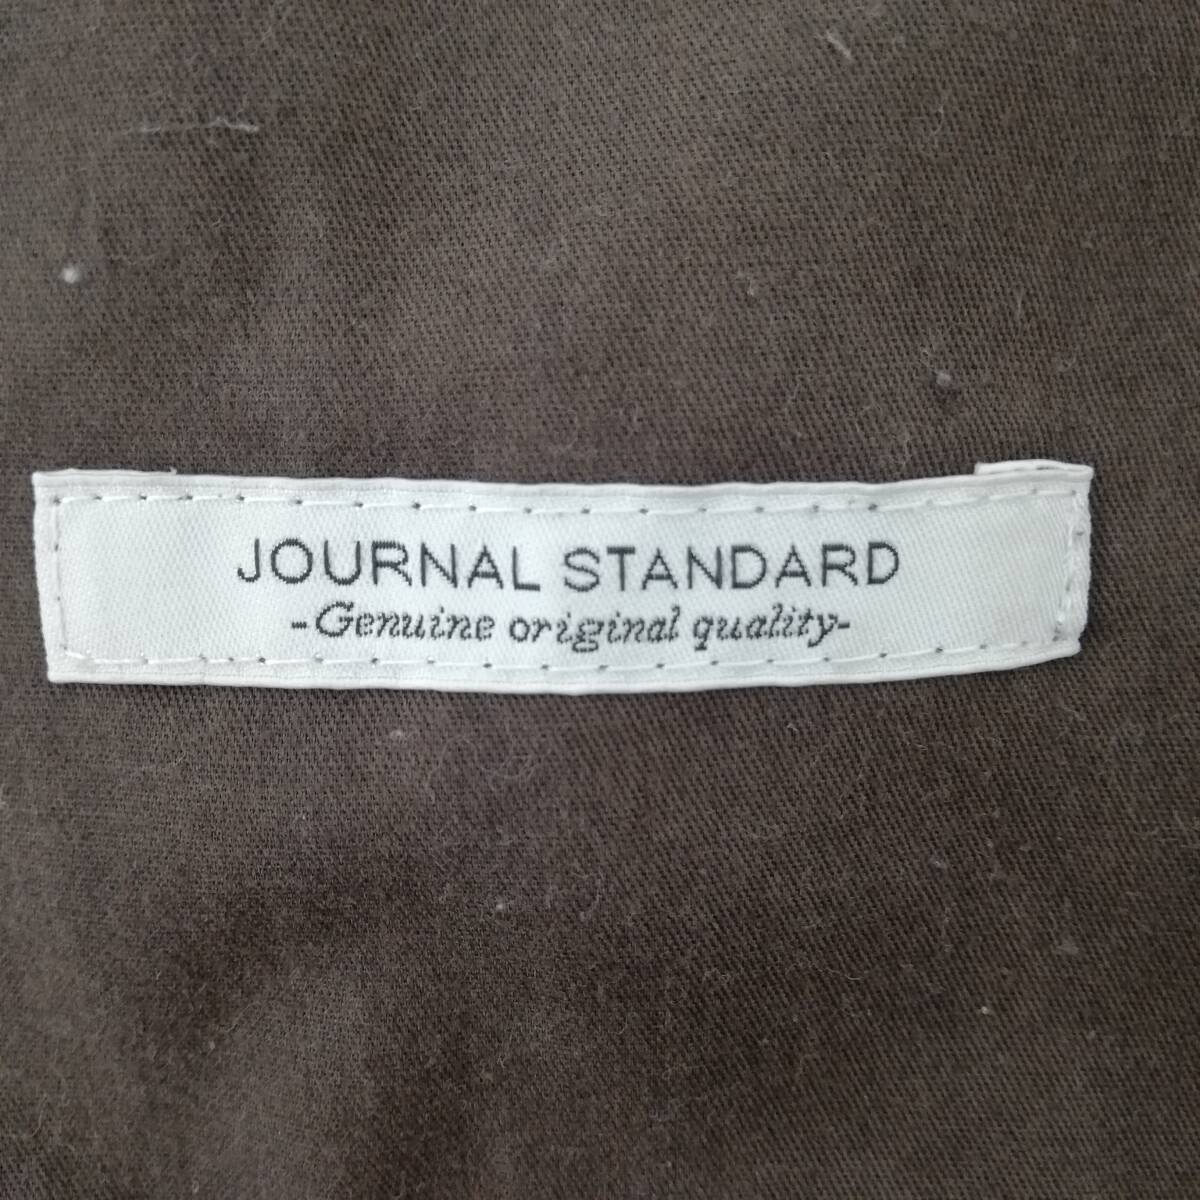 JOURNAL STANDARD
-Genuine original quality-